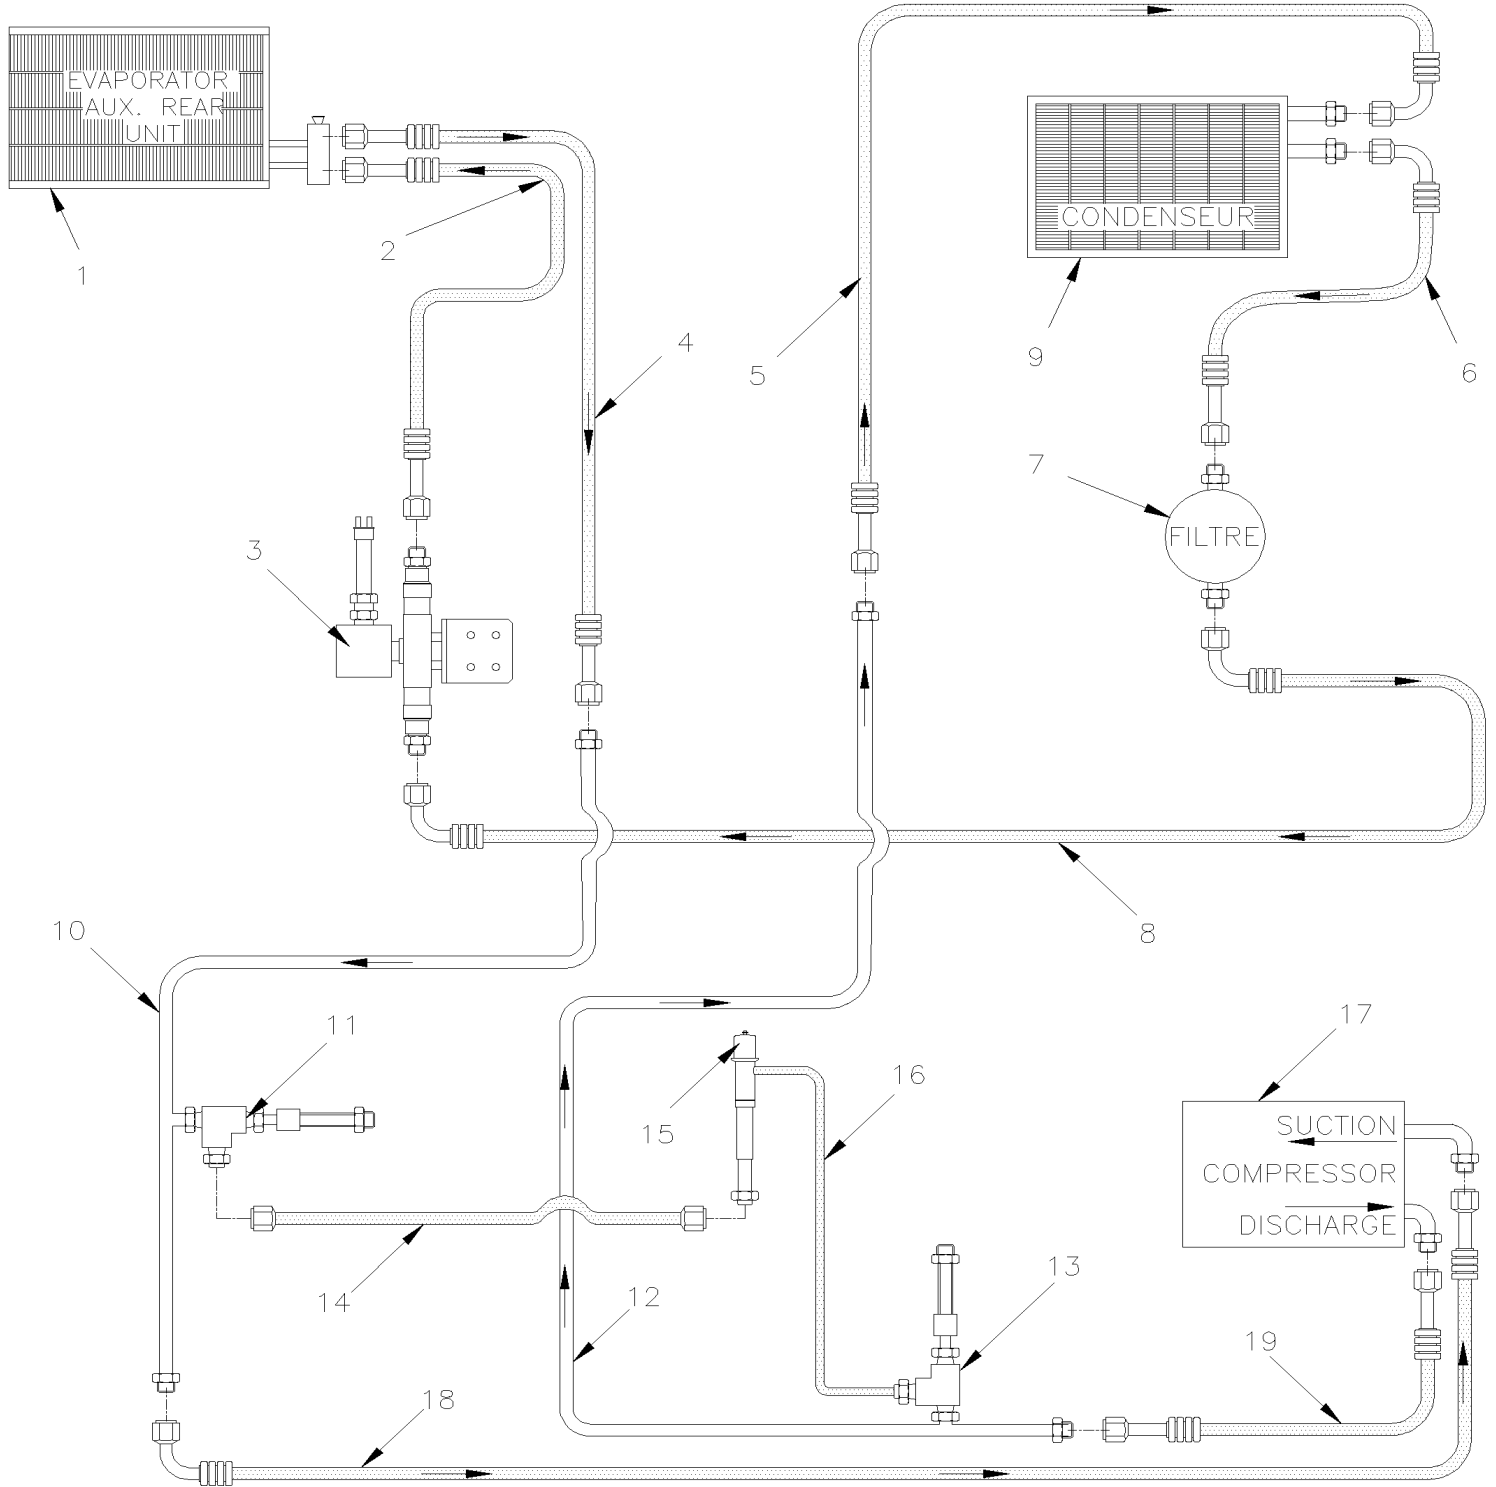 EVAPORATOR
AUX. REAR
UNIT
1
2
3
4
5
CONDENSEUR
9
6
7
FILTRE
8
10
11
15
16
17
SUCTION
COMPRESSOR
DISCHARGE
14
12
13
18
19